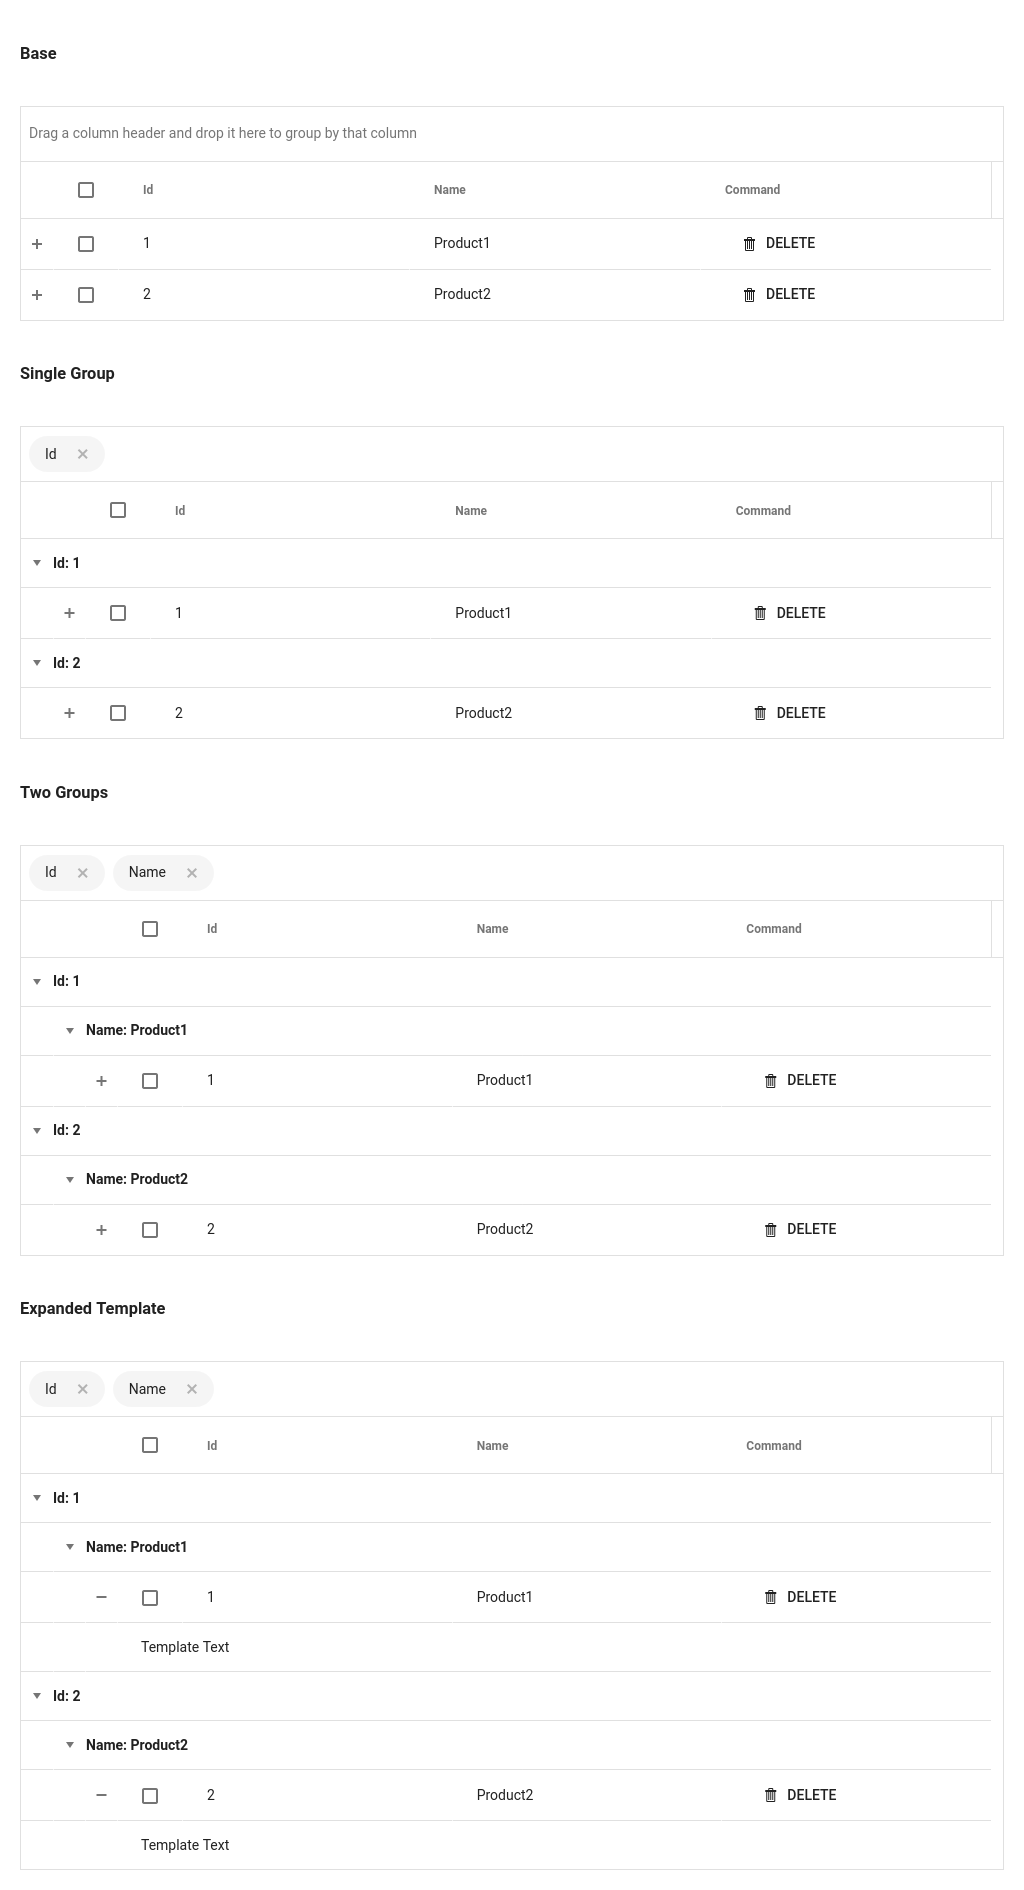 Base
Drag a column header and drop it here to group by that column
Id Name Command
1 Product1 DELETE
2 Product2 DELETE
Single Group
Id
Id Name Command
Id: 1
1 Product1 DELETE
Id: 2
2 Product2 DELETE
Two Groups
Id Name
Id Name Command
Id: 1
Name: Product1
1 Product1 DELETE
Id: 2
Name: Product2
2 Product2 DELETE
Expanded Template
Id Name
Id Name Command
Id: 1
Name: Product1
1 Product1 DELETE
Template Text
Id: 2
Name: Product2
2 Product2 DELETE
Template Text